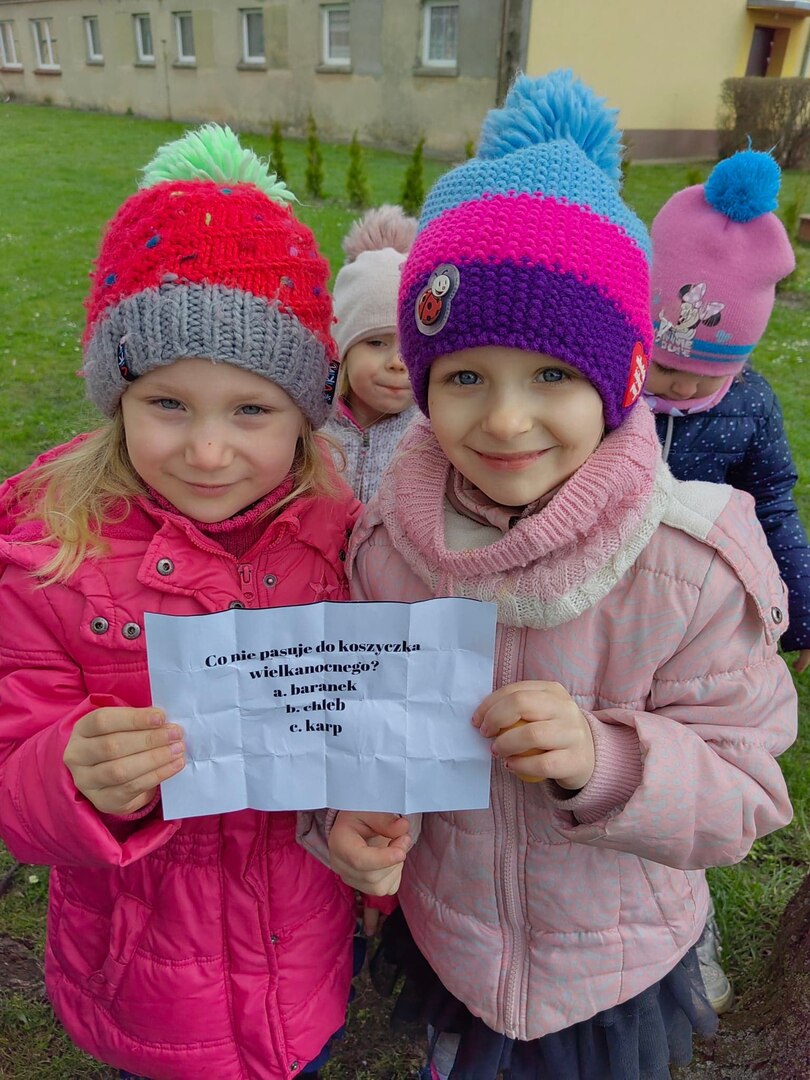 Co nie pasuje do koszyczka
wielkanocnego?
a. baranek
b. chleb
c. karp